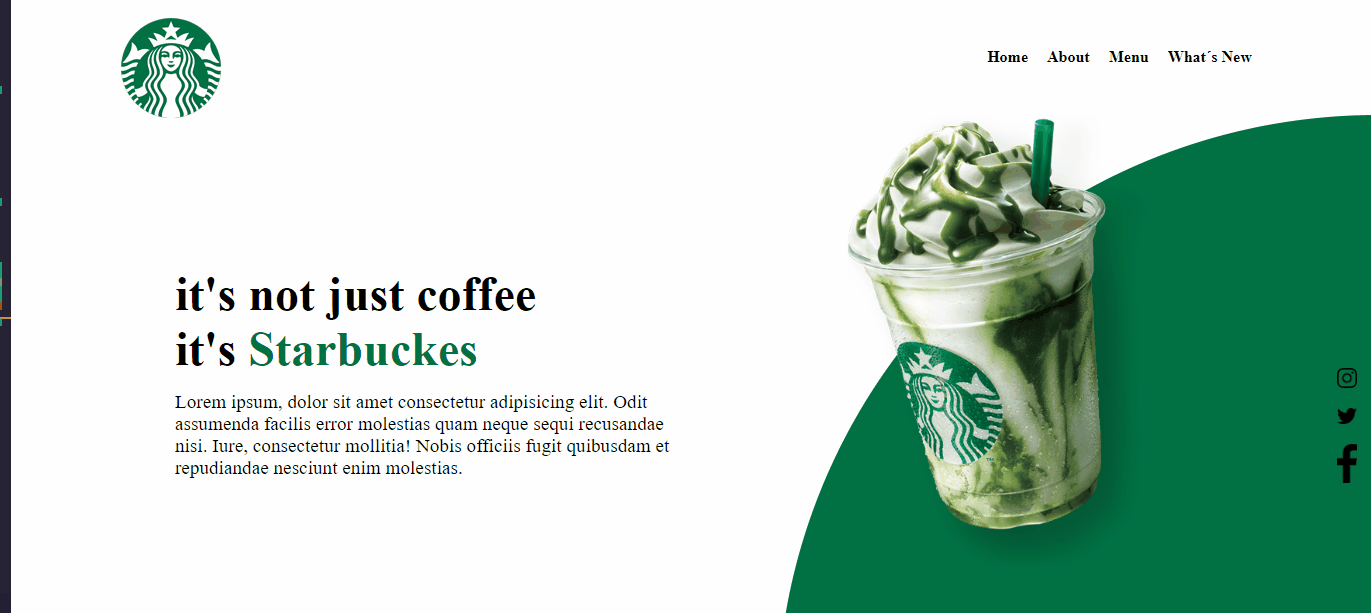 Home About Menu What´s New
it's not just coffee
it's Starbuckes
Lorem ipsum, dolor sit amet consectetur adipisicing elit. Odit
assumenda facilis error molestias quam neque sequi recusandae
nisi. Iure, consectetur mollitia! Nobis officiis fugit quibusdam et
repudiandae nesciunt enim molestias.